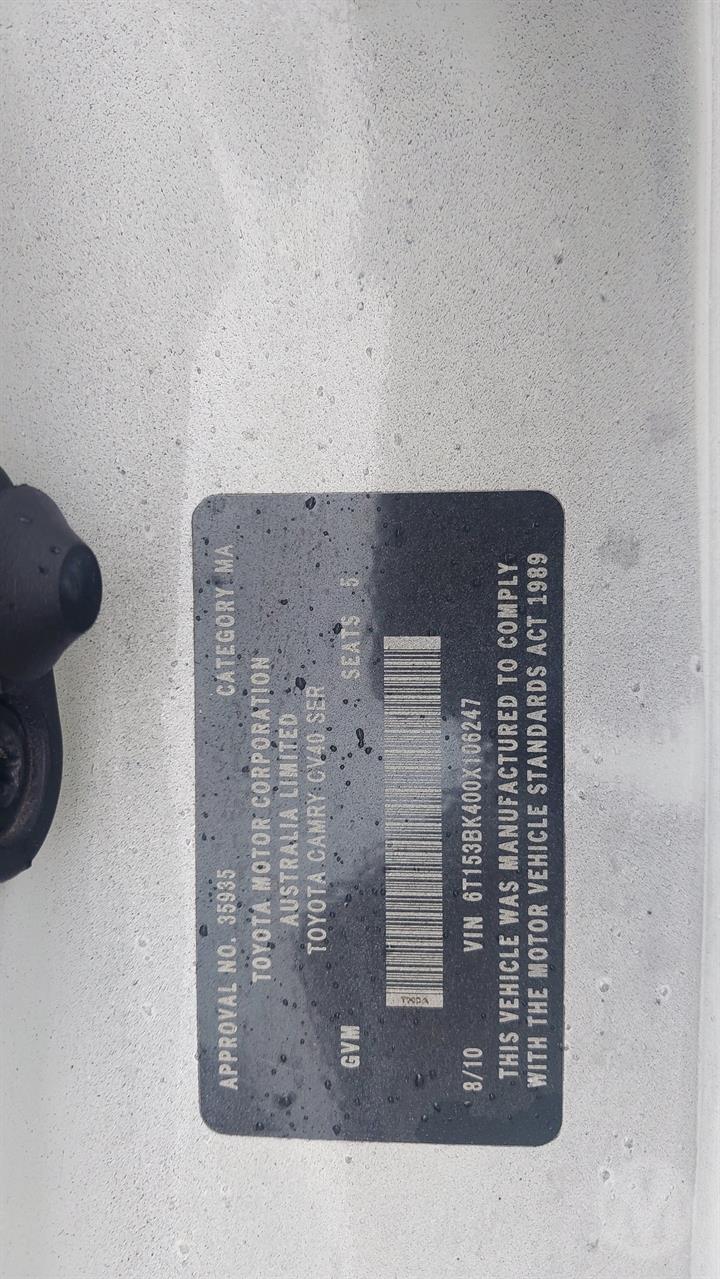 APPROVAL NO. 35935 CATEGORY MA
TOYOTA MOTOR CORPORATION
AUSTRALIA LIMITED
TOYOTA CAMRY CV40 SER
GVM SEATS 5
TMCA
8/10 VIN 6T153BK400X106247
THIS VEHICLE WAS MANUFACTURED TO COMPLY
WITH THE MOTOR VEHICLE STANDARDS ACT 1989